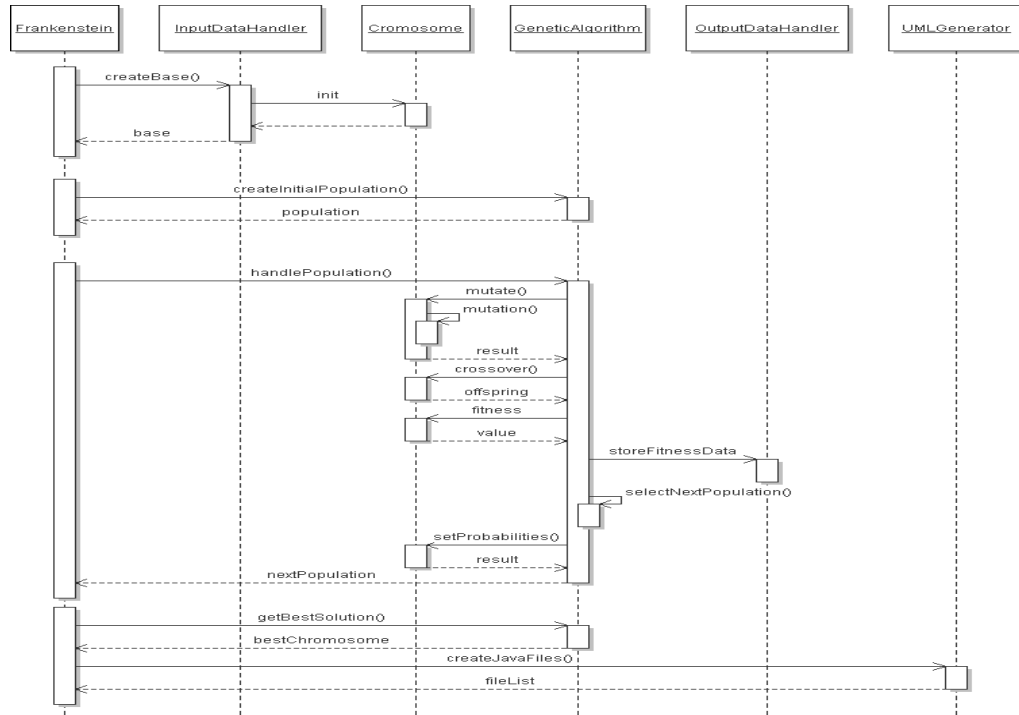 Frankenstein
InputDataHandler
Cromosome
GeneticAlgorithm
OutputDataHandler
UMLGenerator
createBase()
init
base
createInitialPopulation()
population
handlePopulation()
mutate()
mutation()
result
crossover()
offspring
fitness
value
storeFitnessData
selectNextPopulation()
setProbabilities()
result
nextPopulation
getBestSolution()
bestChromosome
createJavaFiles()
fileList